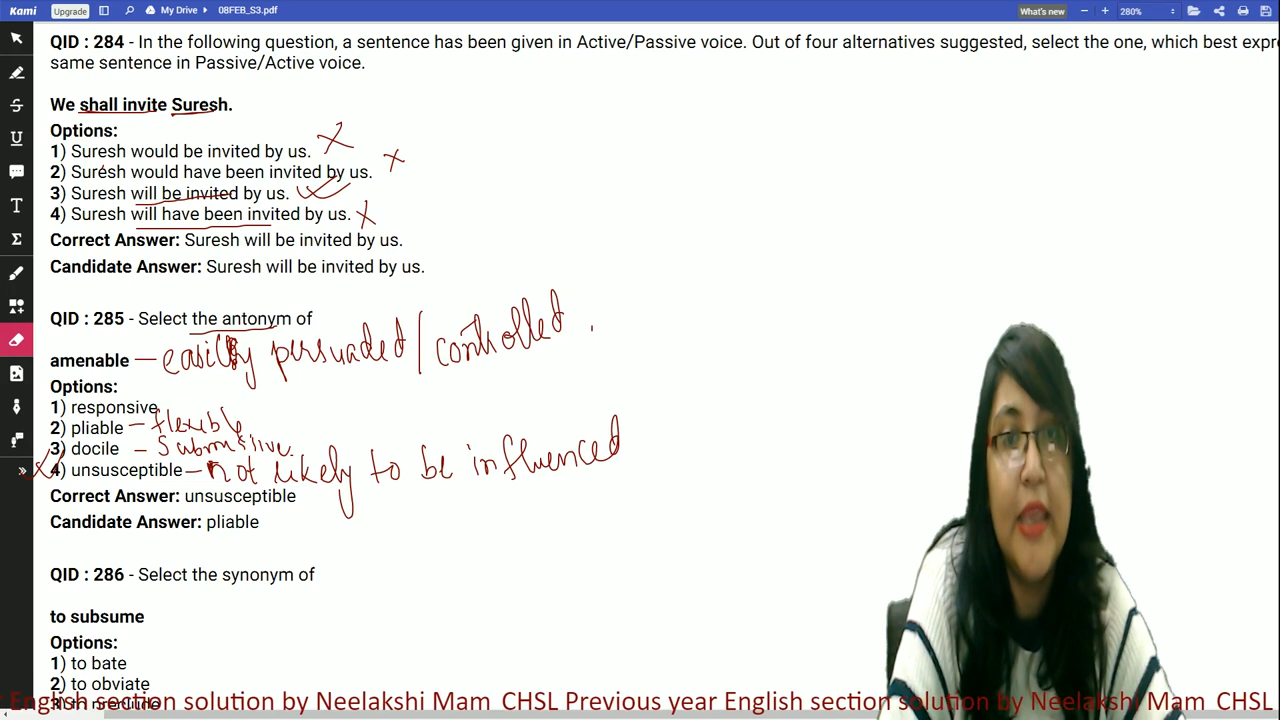 Kami Upgrade My Drive 08FEB_S3.pdf What's new 280%
QID : 284 - In the following question, a sentence has been given in Active/Passive voice. Out of four alternatives suggested, select the one, which best expr
same sentence in Passive/Active voice.
We shall invite Suresh.
Options:
1) Suresh would be invited by us.
2) Suresh would have been invited by us.
3) Suresh will be invited by us.
4) Suresh will have been invited by us.
Correct Answer: Suresh will be invited by us.
Candidate Answer: Suresh will be invited by us.
QID : 285 - Select the antonym of
amenable — easily persuaded / controlled .
Options:
1) responsive
2) pliable — flexible
3) docile - Submissive.
4) unsusceptible — not likely to be influenced
Correct Answer: unsusceptible
Candidate Answer: pliable
QID : 286 - Select the synonym of
to subsume
Options:
1) to bate
2) to obviate
English section solution by Neelakshi Mam CHSL Previous year English section solution by Neelakshi Mam CHSL